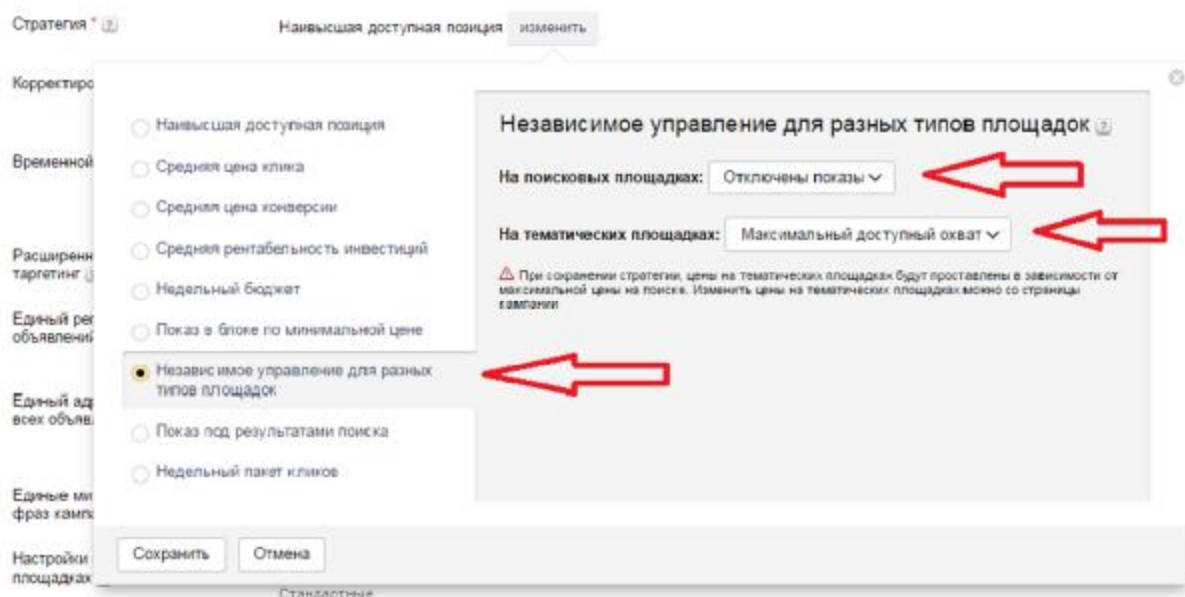 Стратегия *
Наивысшая доступная позиция изменить
Корректиро
Наивысшая доступная позиция
Независимое управление для разных типов площадок
Временной
Средняя цена клика
На поисковых площадках: Отключены показы
Средняя цена конверсии
На тематических площадках: Максимальный доступный охват
Расширенн
таргетинг
Средняя рентабельность инвестиций
При сохранении стратегии, цены на тематических площадках будут проставлены в зависимости от
максимальной цены на поиске. Изменить цены на тематических площадках можно со страницы
кампании
Недельный бюджет
Единый рег
объявлений
Показ в блоке по минимальной цене
Независимое управление для разных
типов площадок
Единый адр
всех объяв.
Показ под результатами поиска
Недельный пакет кликов
Единые ми
фраз кампа
Сохранить Отмена
Настройки
площадках
Стандартные